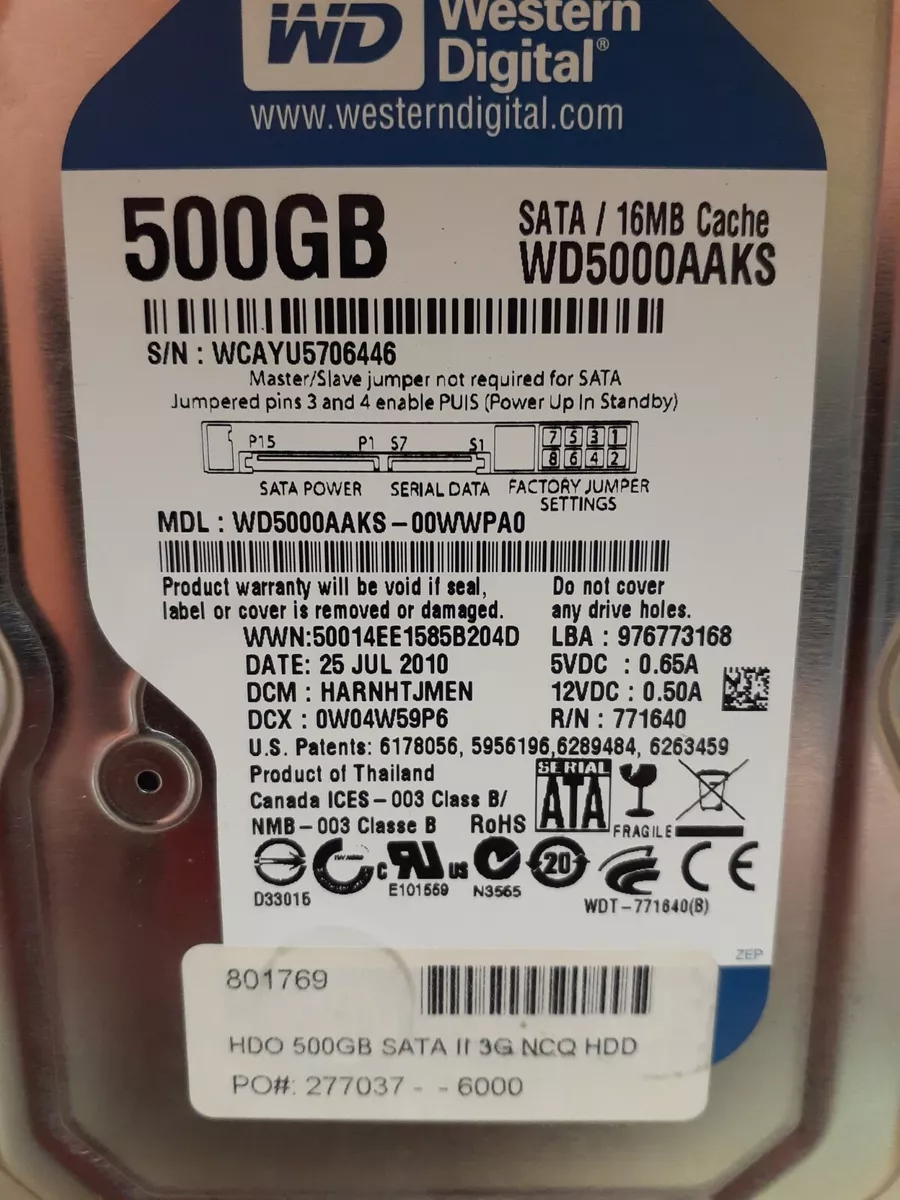 WD Western
Digital®
www.westerndigital.com
500GB
SATA / 16MB Cache
WD5000AAKS
S/N : WCAYU5706446
Master/Slave jumper not required for SATA
Jumpered pins 3 and 4 enable PUIS (Power Up In Standby)
P15 P1 S7 S1 7 5 3 1
8 6 4 2
SATA POWER SERIAL DATA FACTORY JUMPER
SETTINGS
MDL : WD5000AAKS-00WWPA0
Product warranty will be void if seal,
label or cover is removed or damaged.
Do not cover
any drive holes.
WWN:50014EE1585B204D LBA : 976773168
DATE: 25 JUL 2010 5VDC : 0.65A
DCM : HARNHTJMEN 12VDC : 0.50A
DCX : 0W04W59P6 R/N : 771640
U.S. Patents: 6178056, 5956196,6289484, 6263459
Product of Thailand
Canada ICES-003 Class B/
NMB-003 Classe B RoHS
SERIAL
ATA
FRAGILE
c US 20 CE
D33015 E101559 N3565
WDT-771640(B)
ZEP
801769
HDO 500GB SATA II 3G NCQ HDD
PO#: 277037 - - 6000